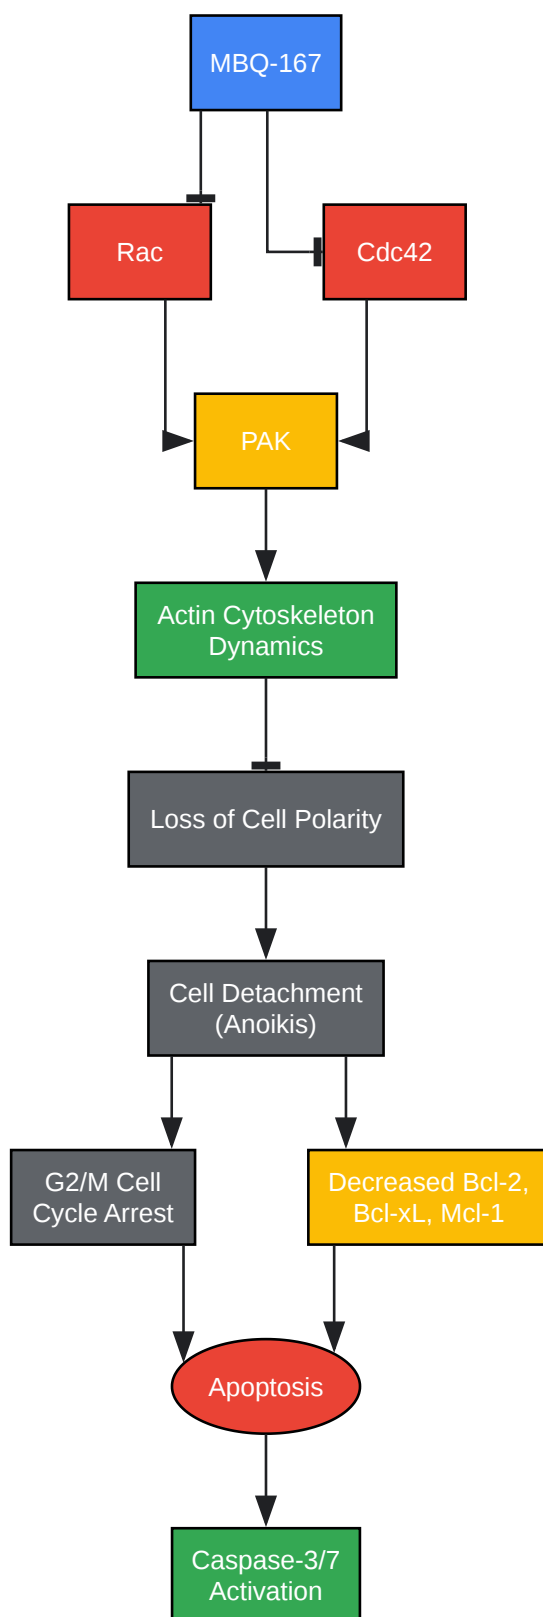 MBQ-167
Rac
Cdc42
PAK
Actin Cytoskeleton
Dynamics
Loss of Cell Polarity
Cell Detachment
(Anoikis)
G2/M Cell
Cycle Arrest
Decreased Bcl-2,
Bcl-xL, Mcl-1
Apoptosis
Caspase-3/7
Activation